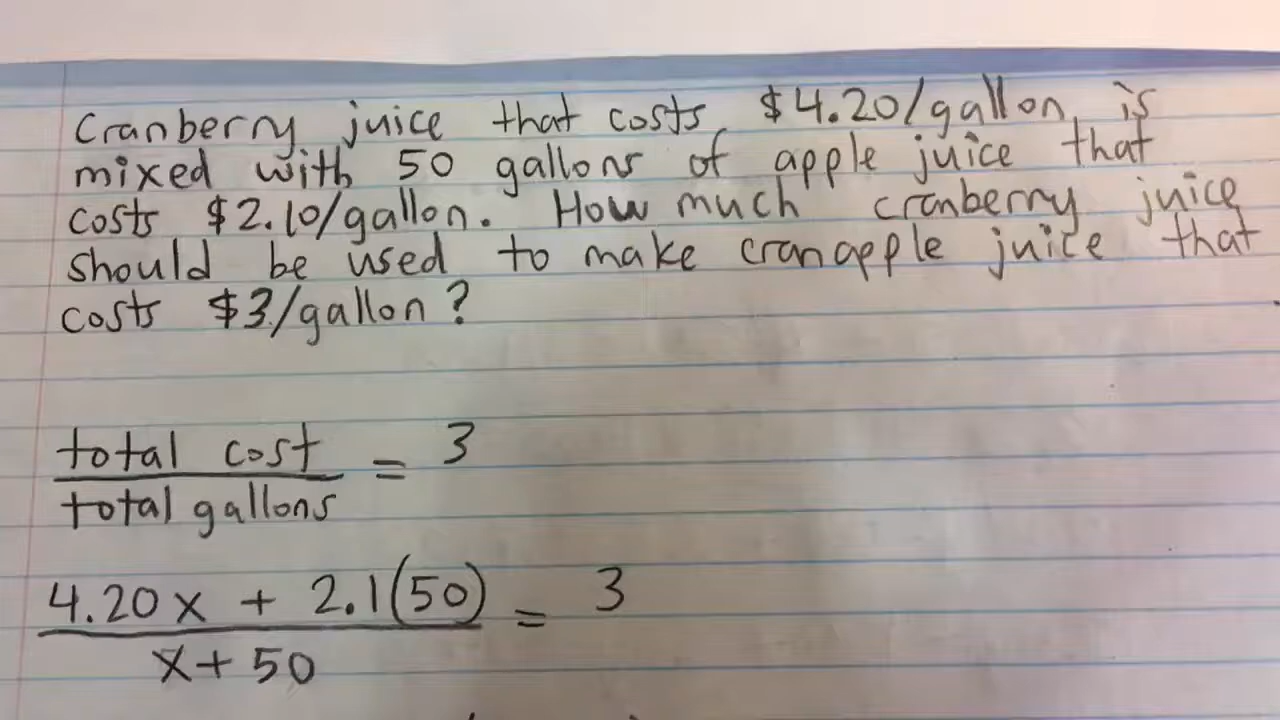 Cranberry juice that costs $4.20/gallon is
mixed with 50 gallons of apple juice that
costs $2.10/gallon. How much cranberry juice
should be used to make cranapple juice that
costs $3/gallon?
total cost
= 3
total gallons
4.20x + 2.1(50)
= 3
x + 50